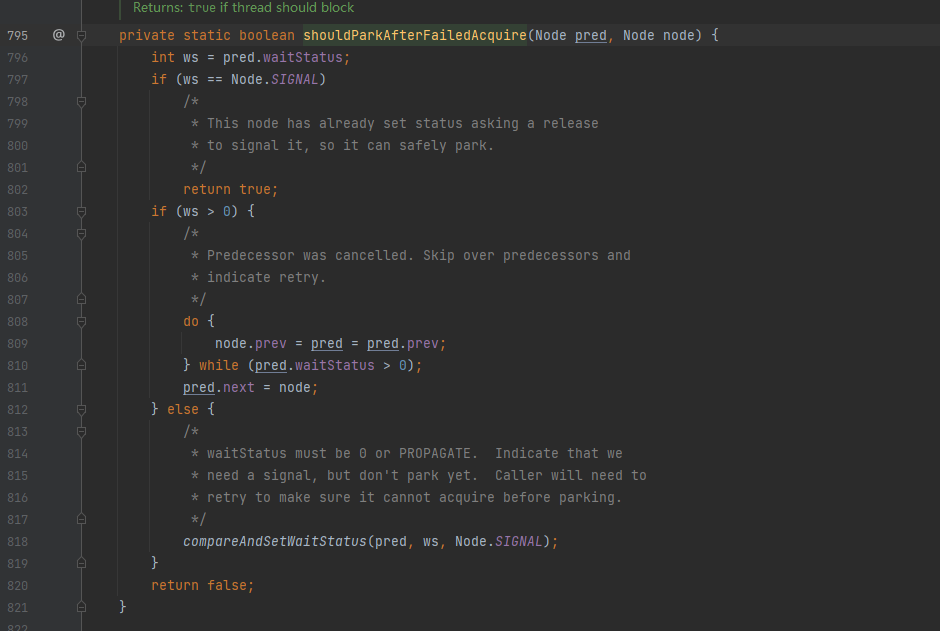 Returns: true if thread should block
795 @ private static boolean shouldParkAfterFailedAcquire(Node pred, Node node) {
796 int ws = pred.waitStatus;
797 if (ws == Node.SIGNAL)
798 /*
799 * This node has already set status asking a release
800 * to signal it, so it can safely park.
801 */
802 return true;
803 if (ws > 0) {
804 /*
805 * Predecessor was cancelled. Skip over predecessors and
806 * indicate retry.
807 */
808 do {
809 node.prev = pred = pred.prev;
810 } while (pred.waitStatus > 0);
811 pred.next = node;
812 } else {
813 /*
814 * waitStatus must be 0 or PROPAGATE.  Indicate that we
815 * need a signal, but don't park yet.  Caller will need to
816 * retry to make sure it cannot acquire before parking.
817 */
818 compareAndSetWaitStatus(pred, ws, Node.SIGNAL);
819 }
820 return false;
821 }
822